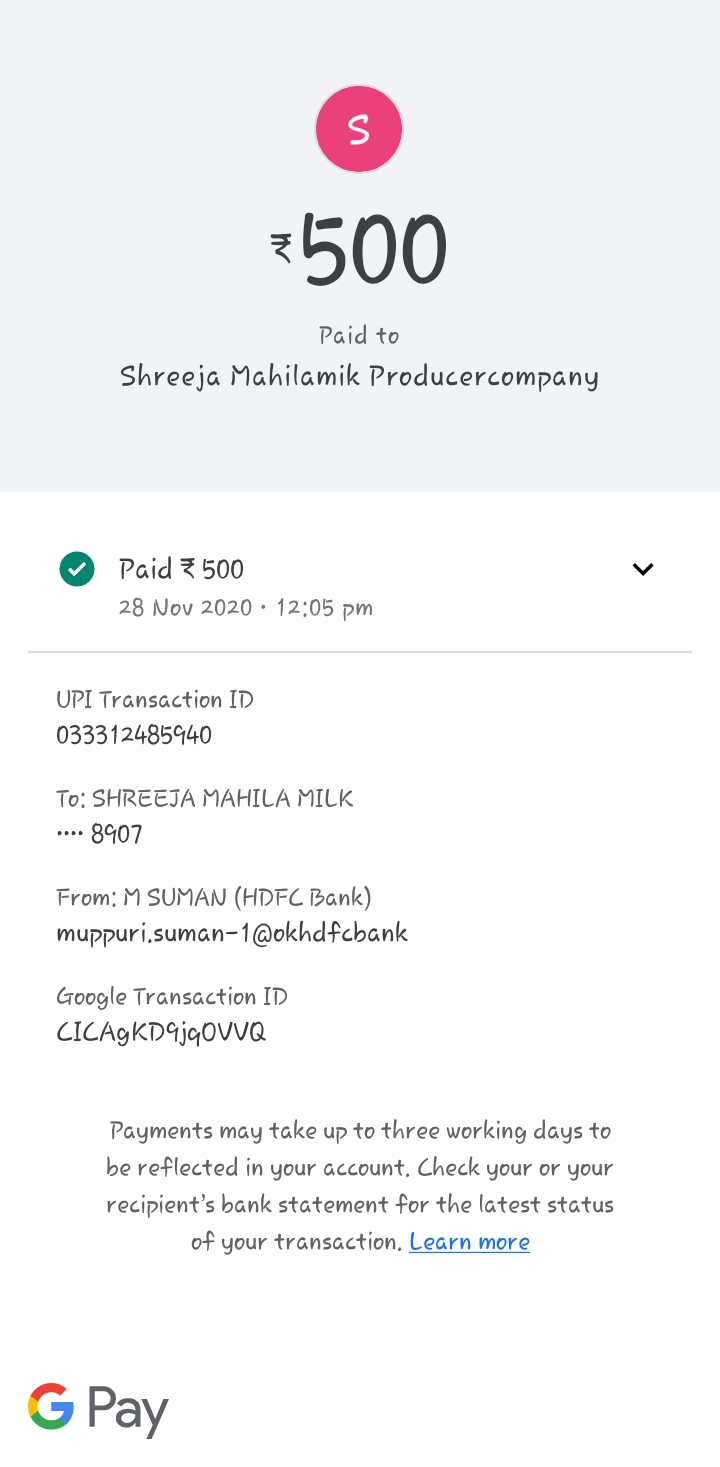 S
₹500
Paid to
Shreeja Mahilamik Producercompany
Paid ₹ 500
28 Nov 2020 · 12:05 pm
UPI Transaction ID
033312485940
To: SHREEJA MAHILA MILK
···· 8907
From: M SUMAN (HDFC Bank)
muppuri.suman-1@okhdfcbank
Google Transaction ID
CICAgKD9jqOVVQ
Payments may take up to three working days to
be reflected in your account. Check your or your
recipient’s bank statement for the latest status
of your transaction. Learn more
G Pay